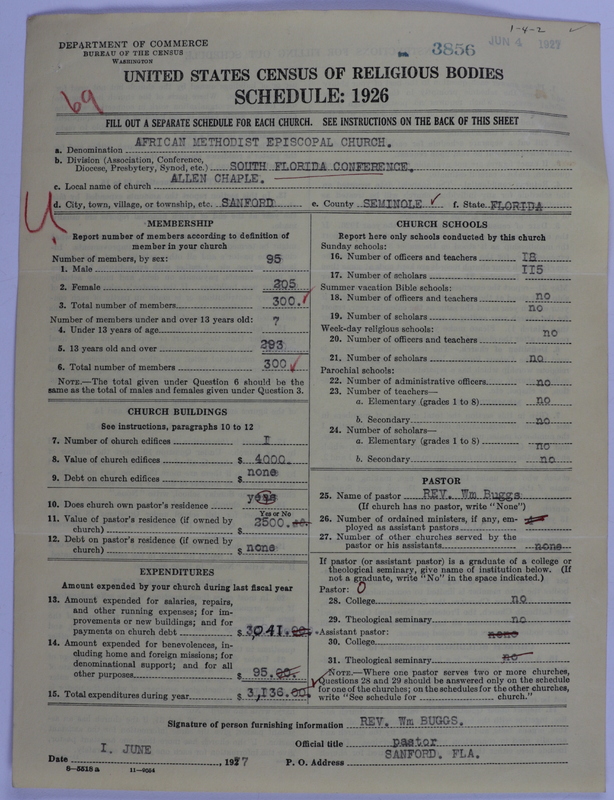 1-4-2
DEPARTMENT OF COMMERCE
BUREAU OF THE CENSUS
WASHINGTON
3856
JUN 4 1927
UNITED STATES CENSUS OF RELIGIOUS BODIES
SCHEDULE: 1926
69
FILL OUT A SEPARATE SCHEDULE FOR EACH CHURCH. SEE INSTRUCTIONS ON THE BACK OF THIS SHEET
a. Denomination AFRICAN METHODIST EPISCOPAL CHURCH.
b. Division (Association, Conference,
Diocese, Presbytery, Synod, etc.) SOUTH FLORIDA CONFERENCE.
c. Local name of church ALLEN CHAPLE.
d. City, town, village, or township, etc. SANFORD e. County SEMINOLE ✓ f. State FLORIDA
U.
MEMBERSHIP
Report number of members according to definition of
member in your church
Number of members, by sex:
1. Male 95
2. Female 205
3. Total number of members 300. ✓
Number of members under and over 13 years old:
4. Under 13 years of age 7
5. 13 years old and over 293
6. Total number of members 300 ✓
NOTE.—The total given under Question 6 should be
the same as the total of males and females given under Question 3.
CHURCH BUILDINGS
See instructions, paragraphs 10 to 12
7. Number of church edifices I
8. Value of church edifices $ 4000.
9. Debt on church edifices $ none
10. Does church own pastor's residence yes
Yes or No
11. Value of pastor's residence (if owned by
church) $ 2500.
12. Debt on pastor's residence (if owned by
church) $ none
EXPENDITURES
Amount expended by your church during last fiscal year
13. Amount expended for salaries, repairs,
and other running expenses; for im-
provements or new buildings; and for
payments on church debt $ 3,041.00.
14. Amount expended for benevolences, in-
cluding home and foreign missions; for
denominational support; and for all
other purposes $ 95.00.
15. Total expenditures during year $ 3,136.00. ✓
CHURCH SCHOOLS
Report here only schools conducted by this church
Sunday schools:
16. Number of officers and teachers I8
17. Number of scholars II5
Summer vacation Bible schools:
18. Number of officers and teachers no
19. Number of scholars no
Week-day religious schools:
20. Number of officers and teachers no
21. Number of scholars no
Parochial schools:
22. Number of administrative officers no
23. Number of teachers—
a. Elementary (grades 1 to 8) no
b. Secondary no
24. Number of scholars—
a. Elementary (grades 1 to 8) no
b. Secondary no
PASTOR
25. Name of pastor REV. Wm Buggs
(If church has no pastor, write "None")
26. Number of ordained ministers, if any, em-
ployed as assistant pastors
27. Number of other churches served by the
pastor or his assistants none
If pastor (or assistant pastor) is a graduate of a college or
theological seminary, give name of institution below. (If
not a graduate, write "No" in the space indicated.)
Pastor: 0
28. College no
29. Theological seminary no
Assistant pastor: none
30. College
31. Theological seminary no
NOTE.—Where one pastor serves two or more churches,
Questions 28 and 29 should be answered only on the schedule
for one of the churches; on the schedules for the other churches,
write "See schedule for church."
Signature of person furnishing information REV. Wm BUGGS.
Official title pastor
Date I. JUNE , 1927 P. O. Address SANFORD. FLA.
8—5518 a 11—9084